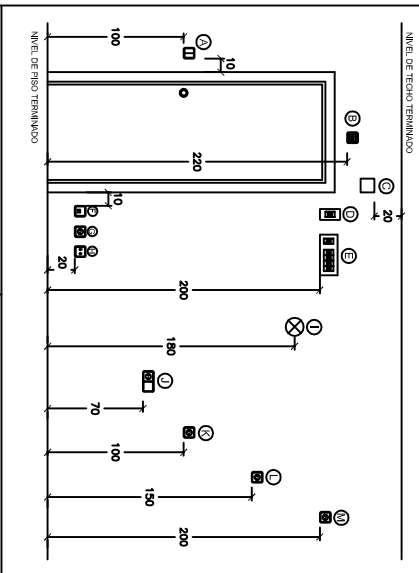 NIVEL DE TECHO TERMINADO
20
C
B
D
E
M
I
L
10
A
K
220
200
200
180
J
150
100
10
100
70
F
G
H
20
NIVEL DE PISO TERMINADO